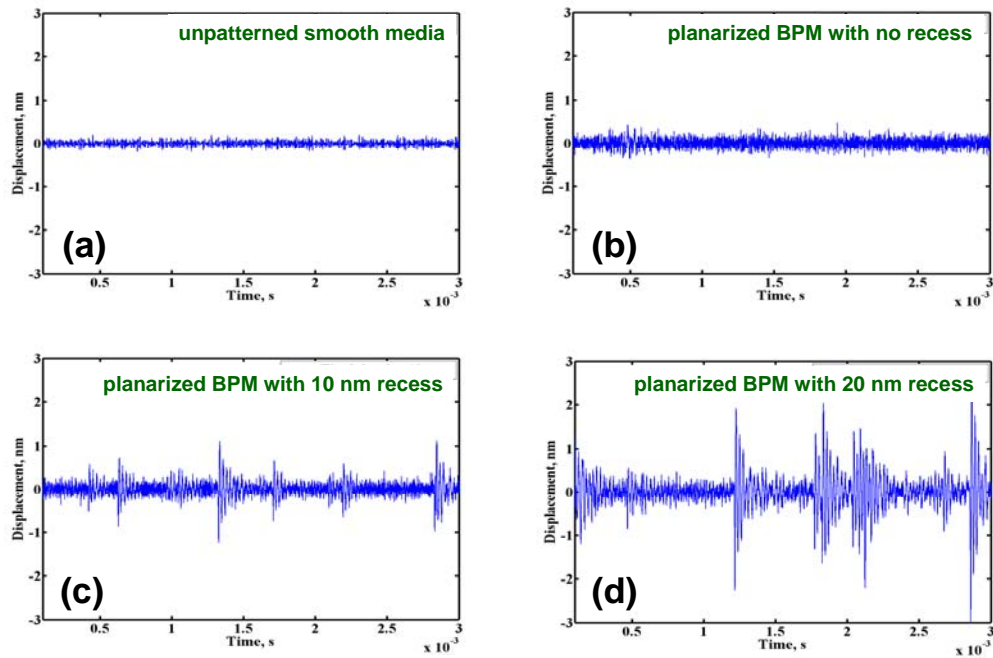 unpatterned smooth media
3
2
1
0
-1
-2
-3
Displacement, nm
(a)
0.5 1 1.5 2 2.5 3
Time, s
x 10⁻³
planarized BPM with no recess
3
2
1
0
-1
-2
-3
Displacement, nm
(b)
0.5 1 1.5 2 2.5 3
Time, s
x 10⁻³
planarized BPM with 10 nm recess
3
2
1
0
-1
-2
-3
Displacement, nm
(c)
0.5 1 1.5 2 2.5 3
Time, s
x 10⁻³
planarized BPM with 20 nm recess
3
2
1
0
-1
-2
-3
Displacement, nm
(d)
0.5 1 1.5 2 2.5 3
Time, s
x 10⁻³